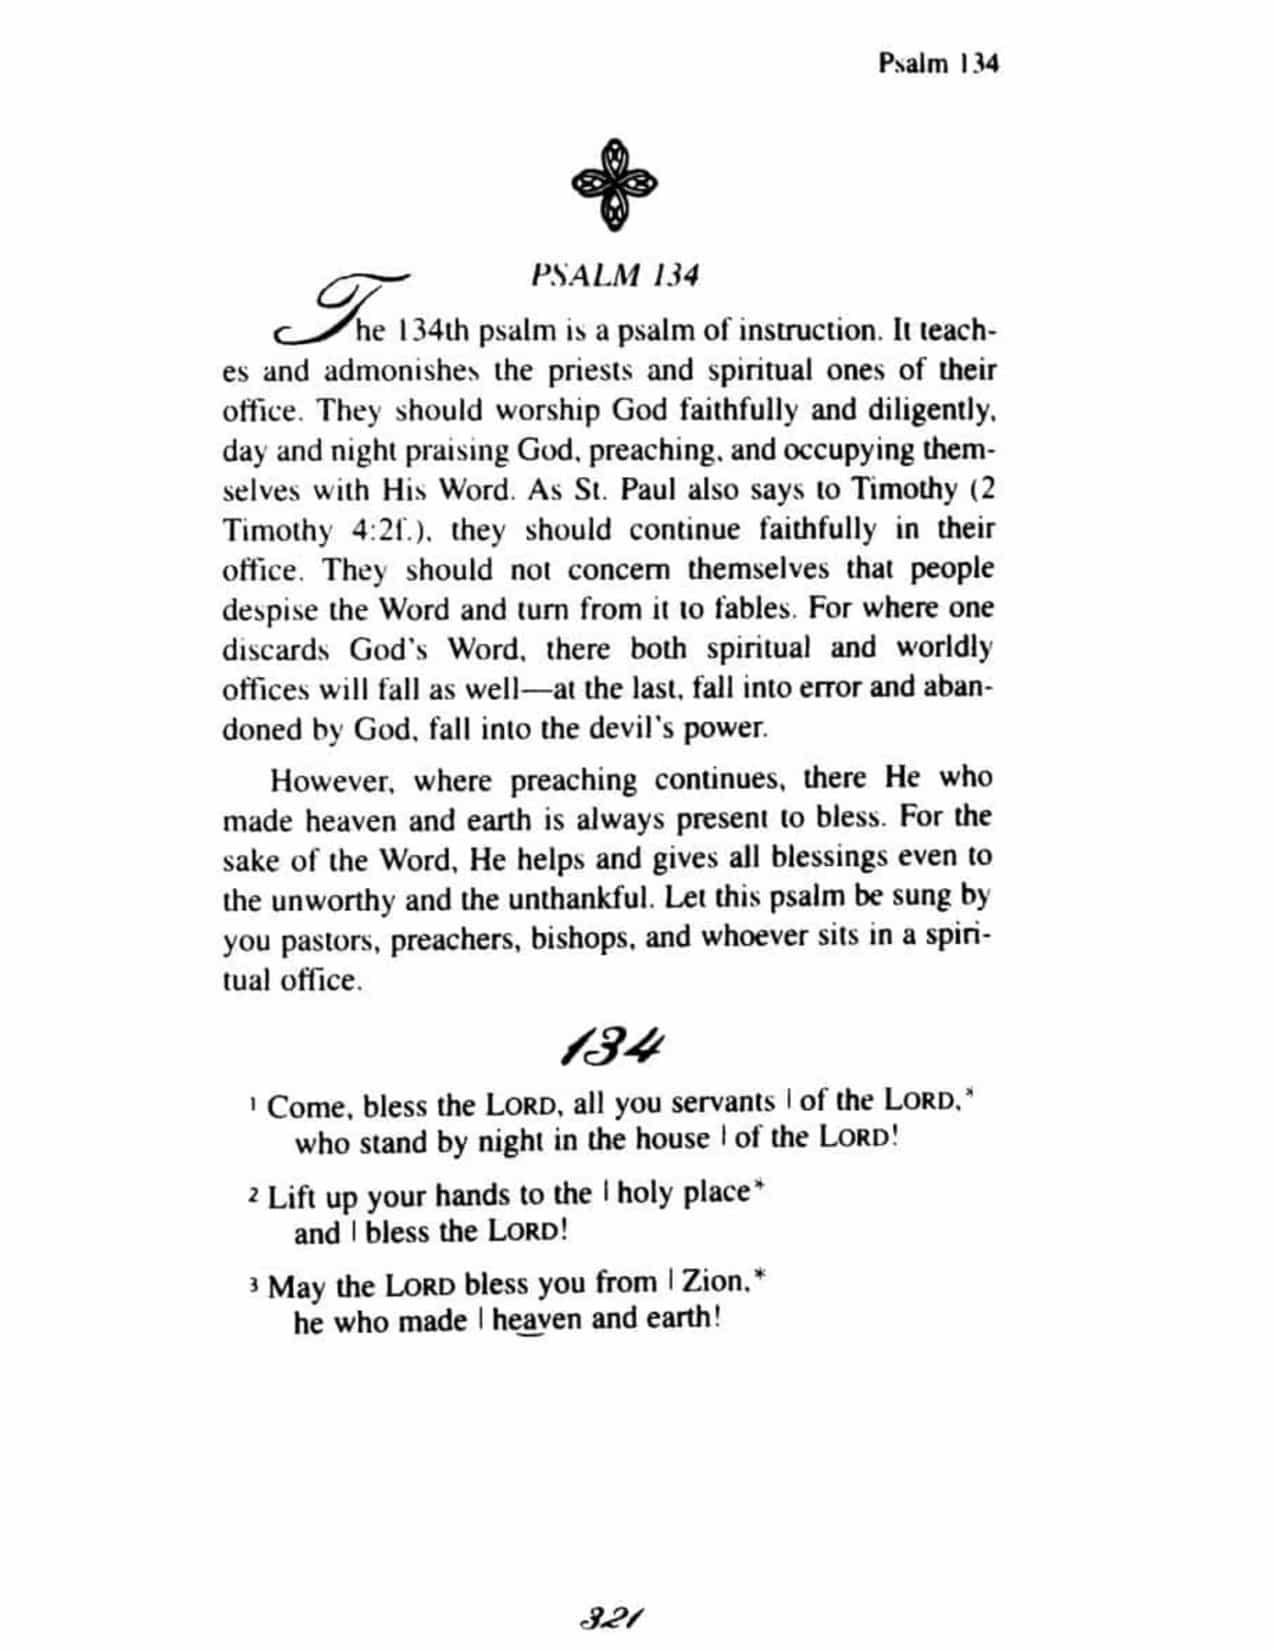 Psalm 134
PSALM 134
The 134th psalm is a psalm of instruction. It teach-
es and admonishes the priests and spiritual ones of their
office. They should worship God faithfully and diligently,
day and night praising God, preaching, and occupying them-
selves with His Word. As St. Paul also says to Timothy (2
Timothy 4:2f.), they should continue faithfully in their
office. They should not concern themselves that people
despise the Word and turn from it to fables. For where one
discards God's Word, there both spiritual and worldly
offices will fall as well—at the last, fall into error and aban-
doned by God, fall into the devil's power.
However, where preaching continues, there He who
made heaven and earth is always present to bless. For the
sake of the Word, He helps and gives all blessings even to
the unworthy and the unthankful. Let this psalm be sung by
you pastors, preachers, bishops, and whoever sits in a spiri-
tual office.
134
1 Come, bless the LORD, all you servants | of the LORD,*
who stand by night in the house | of the LORD!
2 Lift up your hands to the | holy place*
and | bless the LORD!
3 May the LORD bless you from | Zion,*
he who made | heaven and earth!
321